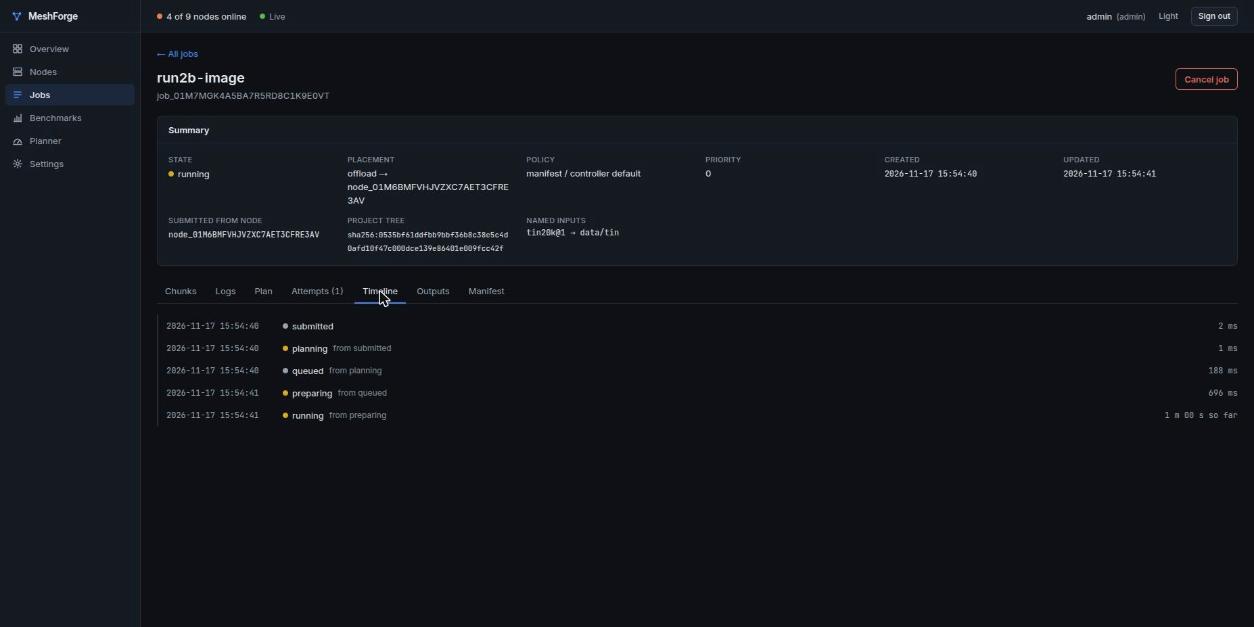 MeshForge
4 of 9 nodes online
Live
admin (admin)
Light
Sign out
Overview
Nodes
Jobs
Benchmarks
Planner
Settings
← All jobs
run2b-image
Cancel job
job_01M7MGK4A5BA7R5RD8C1K9E0VT
Summary
STATE
running
PLACEMENT
offload →
node_01M6BMFVHJVZXC7AET3CFRE
3AV
POLICY
manifest / controller default
PRIORITY
0
CREATED
2026-11-17 15:54:40
UPDATED
2026-11-17 15:54:41
SUBMITTED FROM NODE
node_01M6BMFVHJVZXC7AET3CFRE3AV
PROJECT TREE
sha256:0535bf61ddfbb9bbf36b8c38e5c4d
0afd10f47c000dce139e86401e009fcc42f
NAMED INPUTS
tin20k@1 → data/tin
Chunks
Logs
Plan
Attempts (1)
Timeline
Outputs
Manifest
2026-11-17 15:54:40 submitted 2 ms
2026-11-17 15:54:40 planning from submitted 1 ms
2026-11-17 15:54:40 queued from planning 188 ms
2026-11-17 15:54:41 preparing from queued 696 ms
2026-11-17 15:54:41 running from preparing 1 m 00 s so far